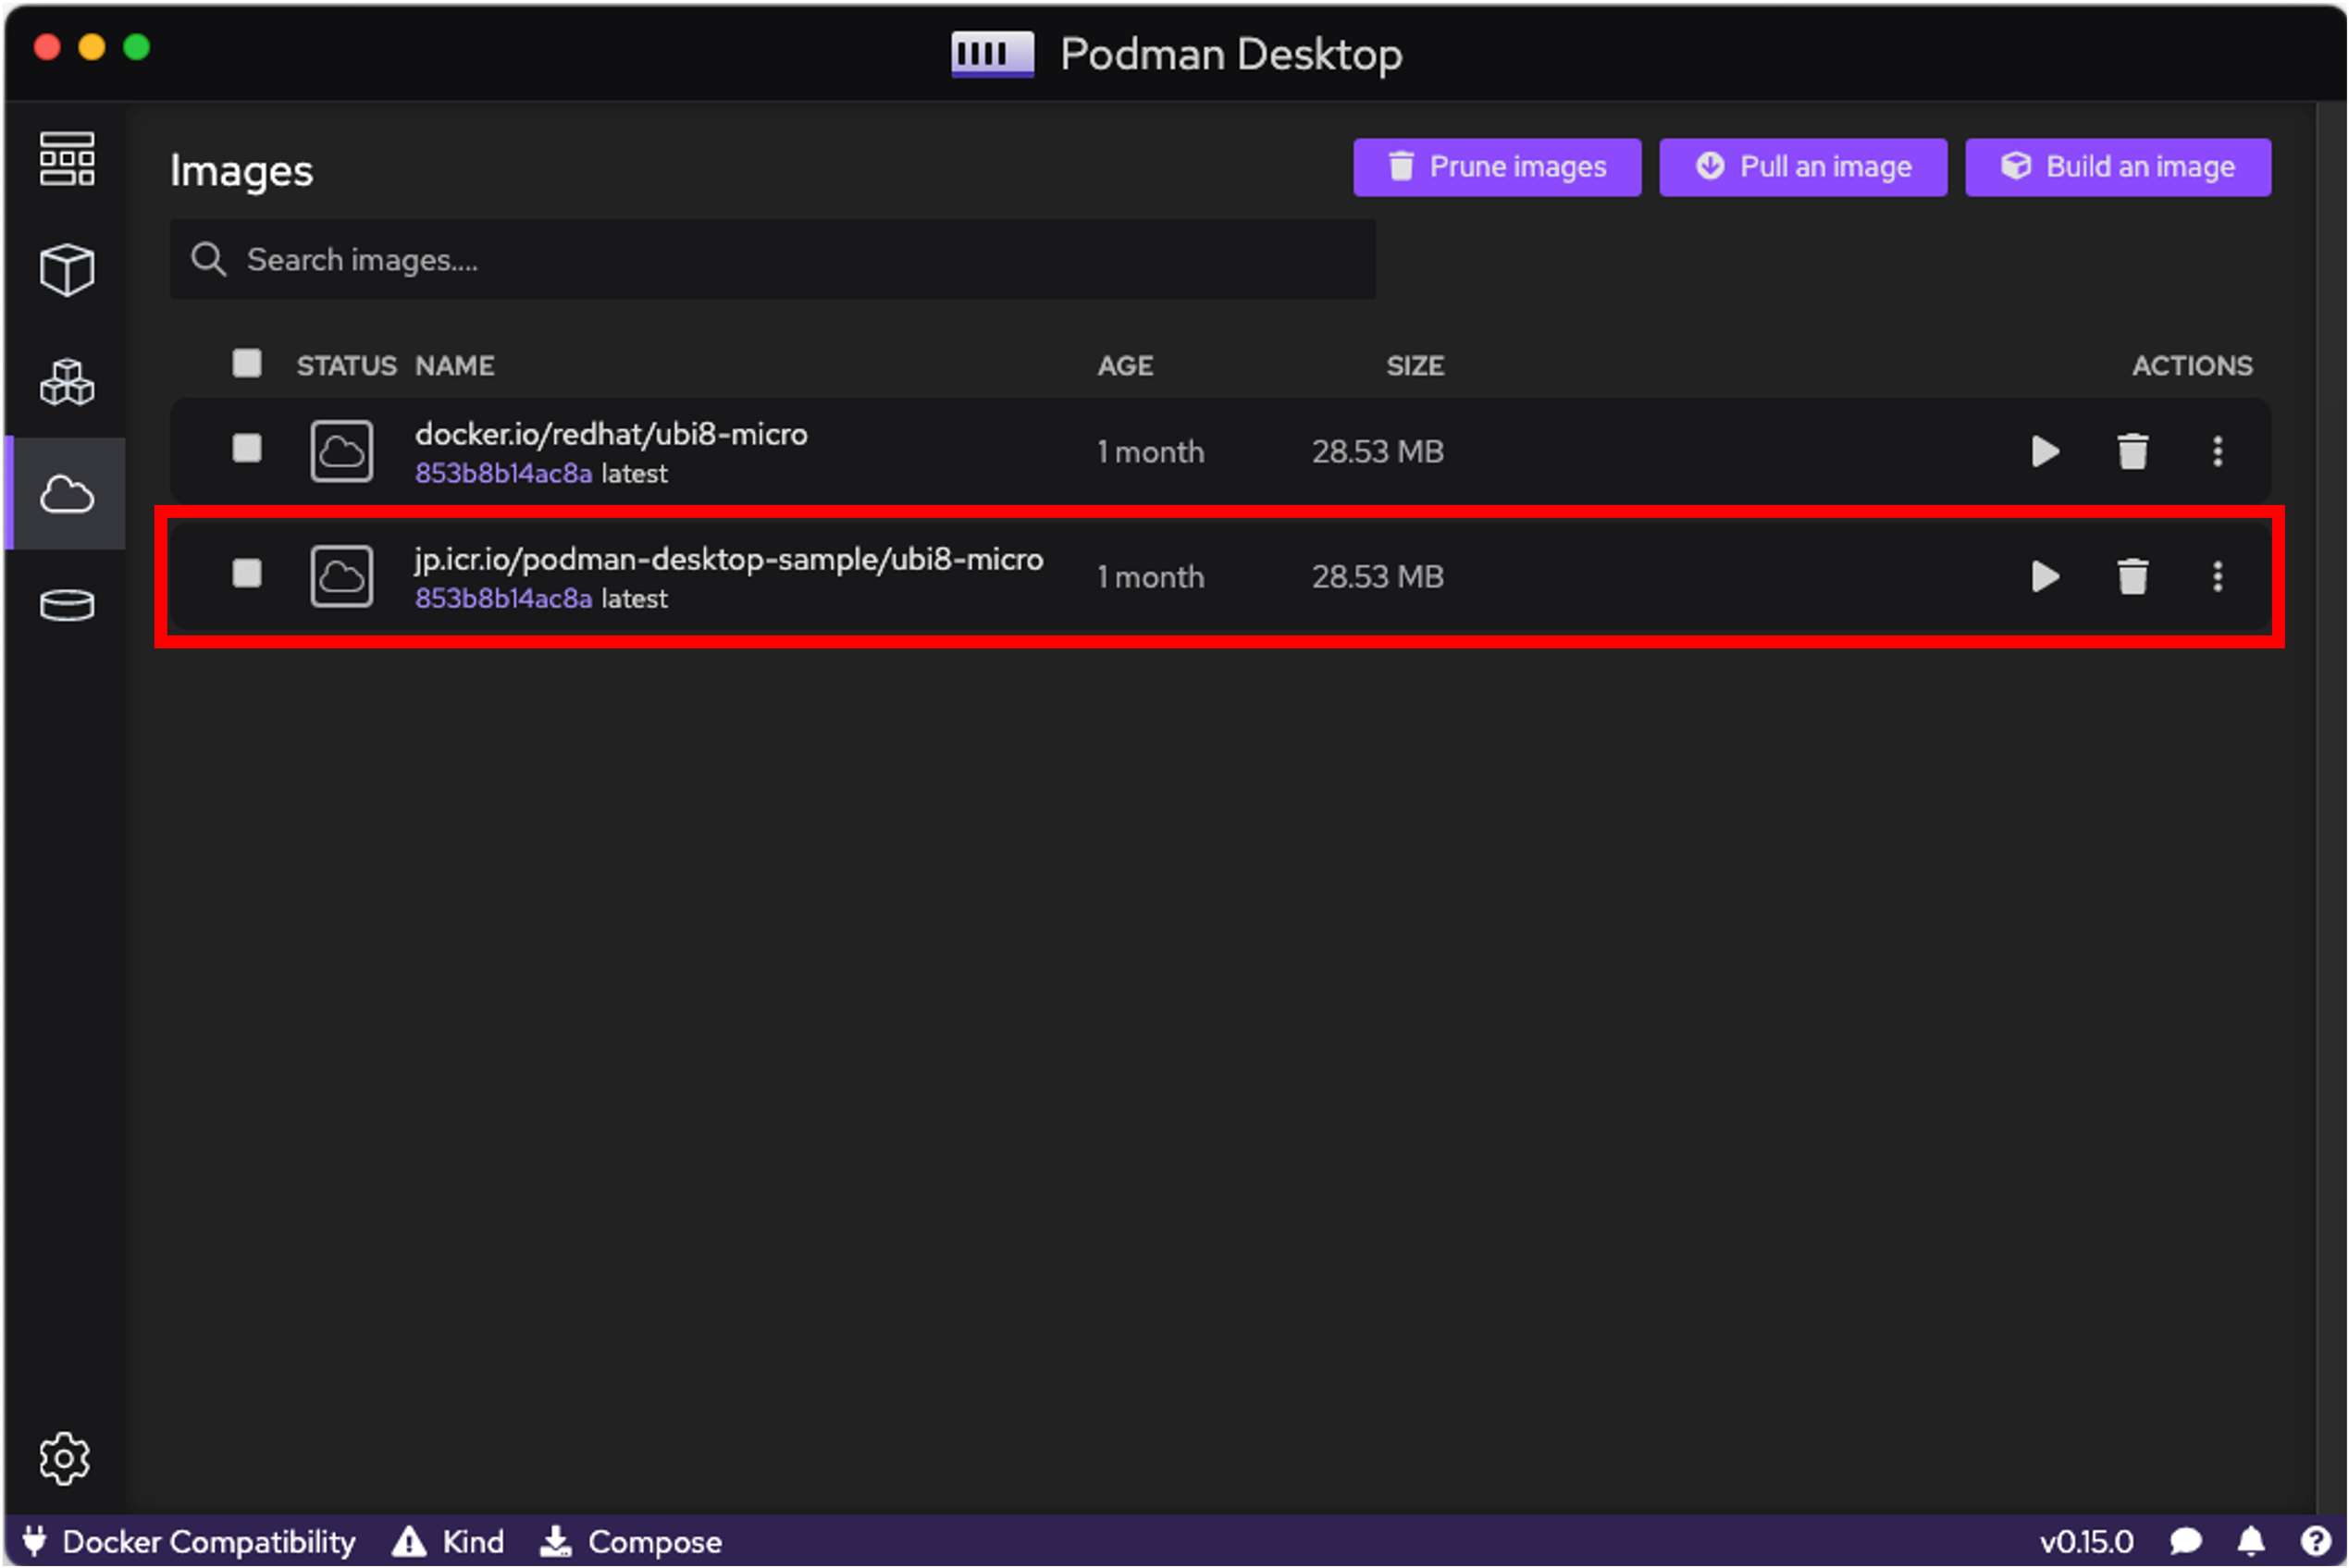 Podman Desktop
Images
Prune images
Pull an image
Build an image
Search images....
STATUS NAME AGE SIZE ACTIONS
docker.io/redhat/ubi8-micro
853b8b14ac8a latest
1 month
28.53 MB
jp.icr.io/podman-desktop-sample/ubi8-micro
853b8b14ac8a latest
1 month
28.53 MB
Docker Compatibility
Kind
Compose
v0.15.0